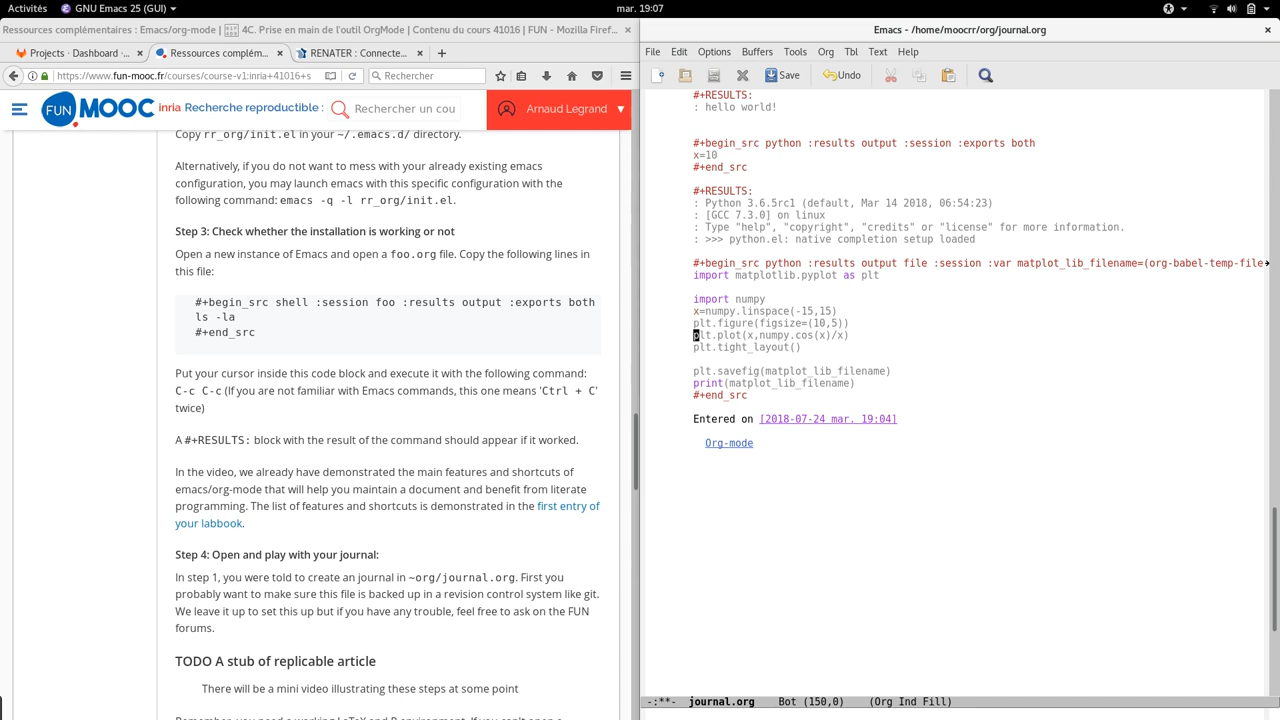 Activités
GNU Emacs 25 (GUI)
mar. 19:07
Ressources complémentaires : Emacs/org-mode | 4C. Prise en main de l'outil OrgMode | Contenu du cours 41016 | FUN - Mozilla Firef...
Projets · Dashboard ·
Ressources complém...
RENATER : Connecte...
https://www.fun-mooc.fr/courses/course-v1:inria+41016+s
Rechercher
FUN MOOC
inria Recherche reproductible :
Rechercher un cou
Arnaud Legrand
Copy rr_org/init.el in your ~/.emacs.d/ directory.
Alternatively, if you do not want to mess with your already existing emacs
configuration, you may launch emacs with this specific configuration with the
following command: emacs -q -l rr_org/init.el.
Step 3: Check whether the installation is working or not
Open a new instance of Emacs and open a foo.org file. Copy the following lines in
this file:
#+begin_src shell :session foo :results output :exports both
ls -la
#+end_src
Put your cursor inside this code block and execute it with the following command:
C-c C-c (If you are not familiar with Emacs commands, this one means 'Ctrl + C'
twice)
A #+RESULTS: block with the result of the command should appear if it worked.
In the video, we already have demonstrated the main features and shortcuts of
emacs/org-mode that will help you maintain a document and benefit from literate
programming. The list of features and shortcuts is demonstrated in the first entry of
your labbook.
Step 4: Open and play with your journal:
In step 1, you were told to create an journal in ~org/journal.org. First you
probably want to make sure this file is backed up in a revision control system like git.
We leave it up to set this up but if you have any trouble, feel free to ask on the FUN
forums.
TODO A stub of replicable article
There will be a mini video illustrating these steps at some point
Emacs - /home/moocrr/org/journal.org
File Edit Options Buffers Tools Org Tbl Text Help
Save
Undo
#+RESULTS:
: hello world!
#+begin_src python :results output :session :exports both
x=10
#+end_src
#+RESULTS:
: Python 3.6.5rc1 (default, Mar 14 2018, 06:54:23)
: [GCC 7.3.0] on linux
: Type "help", "copyright", "credits" or "license" for more information.
: >>> python.el: native completion setup loaded
#+begin_src python :results output file :session :var matplot_lib_filename=(org-babel-temp-file
import matplotlib.pyplot as plt
import numpy
x=numpy.linspace(-15,15)
plt.figure(figsize=(10,5))
plt.plot(x,numpy.cos(x)/x)
plt.tight_layout()
plt.savefig(matplot_lib_filename)
print(matplot_lib_filename)
#+end_src
Entered on [2018-07-24 mar. 19:04]
Org-mode
-:**- journal.org Bot (150,0) (Org Ind Fill)